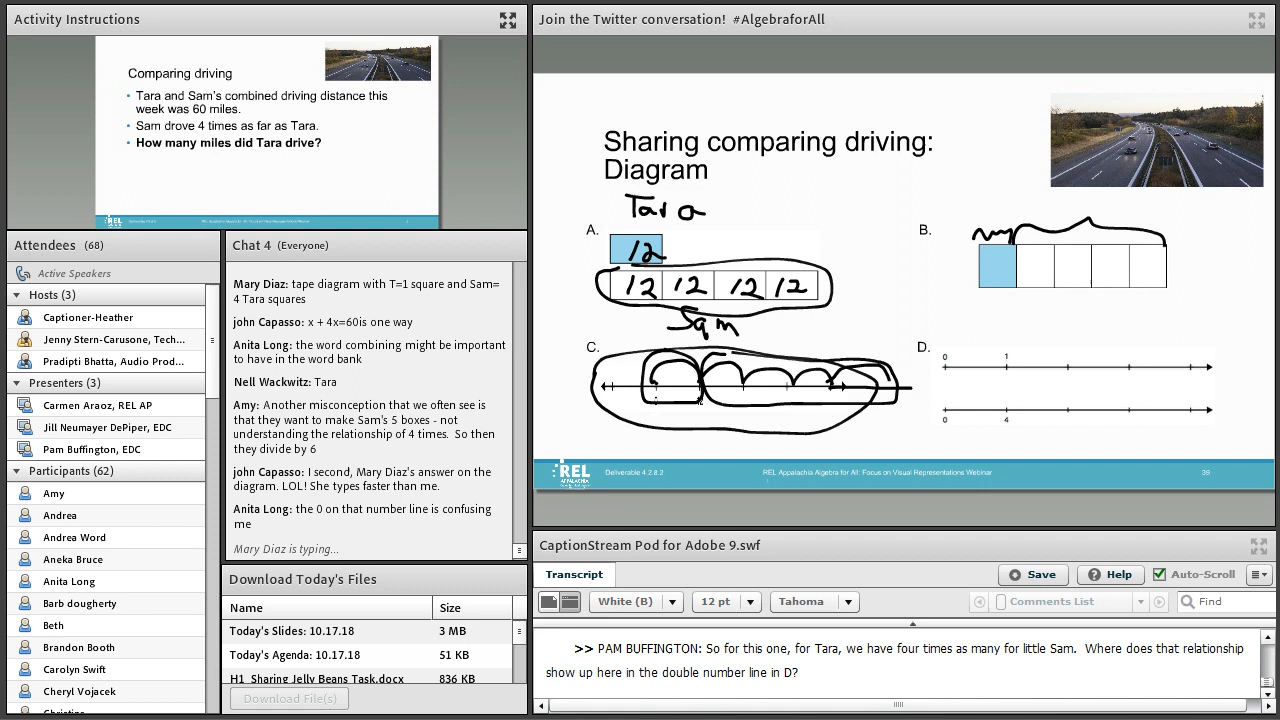 Activity Instructions
Comparing driving
• Tara and Sam's combined driving distance this
week was 60 miles.
• Sam drove 4 times as far as Tara.
• How many miles did Tara drive?
REL
Attendees (68)
Active Speakers
Hosts (3)
Captioner-Heather
Jenny Stern-Carusone, Tech...
Pradipti Bhatta, Audio Prod...
Presenters (3)
Carmen Araoz, REL AP
Jill Neumayer DePiper, EDC
Pam Buffington, EDC
Participants (62)
Amy
Andrea
Andrea Word
Aneka Bruce
Anita Long
Barb dougherty
Beth
Brandon Booth
Carolyn Swift
Cheryl Vojacek
Chat 4 (Everyone)
Mary Diaz: tape diagram with T=1 square and Sam=
4 Tara squares
john Capasso: x + 4x=60is one way
Anita Long: the word combining might be important
to have in the word bank
Nell Wackwitz: Tara
Amy: Another misconception that we often see is
that they want to make Sam's 5 boxes - not
understanding the relationship of 4 times. So then
they divide by 6
john Capasso: I second, Mary Diaz's answer on the
diagram. LOL! She types faster than me.
Anita Long: the 0 on that number line is confusing
me
Mary Diaz is typing...
Download Today's Files
Name Size
Today's Slides: 10.17.18 3 MB
Today's Agenda: 10.17.18 51 KB
H1_Sharing Jelly Beans Task.docx 836 KB
Download File(s)
Join the Twitter conversation! #AlgebraforAll
Sharing comparing driving:
Diagram
Tara
A.
12
12 12 12 12
Sam
B.
C.
D.
0 1
0 4
REL
APPALACHIA
Deliverable 4.2.8.2 REL Appalachia Algebra for All: Focus on Visual Representations Webinar 39
CaptionStream Pod for Adobe 9.swf
Transcript Save Help Auto-Scroll
White (B) 12 pt Tahoma Comments List Find
>> PAM BUFFINGTON: So for this one, for Tara, we have four times as many for little Sam. Where does that relationship
show up here in the double number line in D?